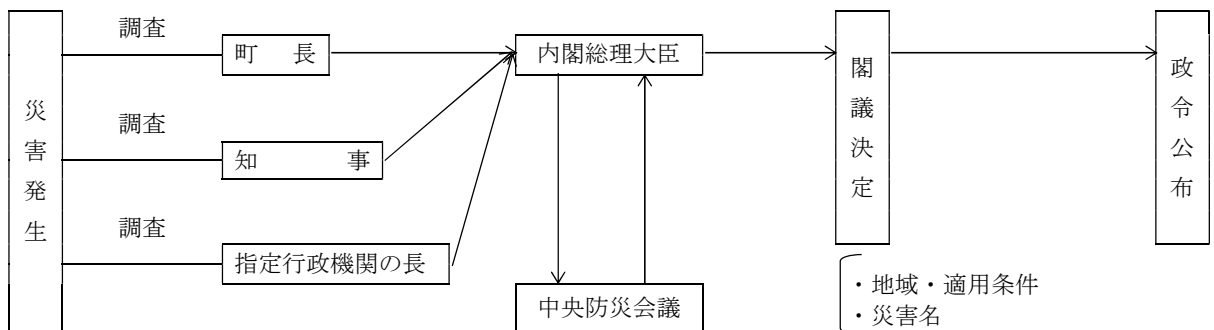 災害発生
調査
町 長
調査
知 事
調査
指定行政機関の長
内閣総理大臣
中央防災会議
閣議決定
・地域・適用条件
・災害名
政令公布